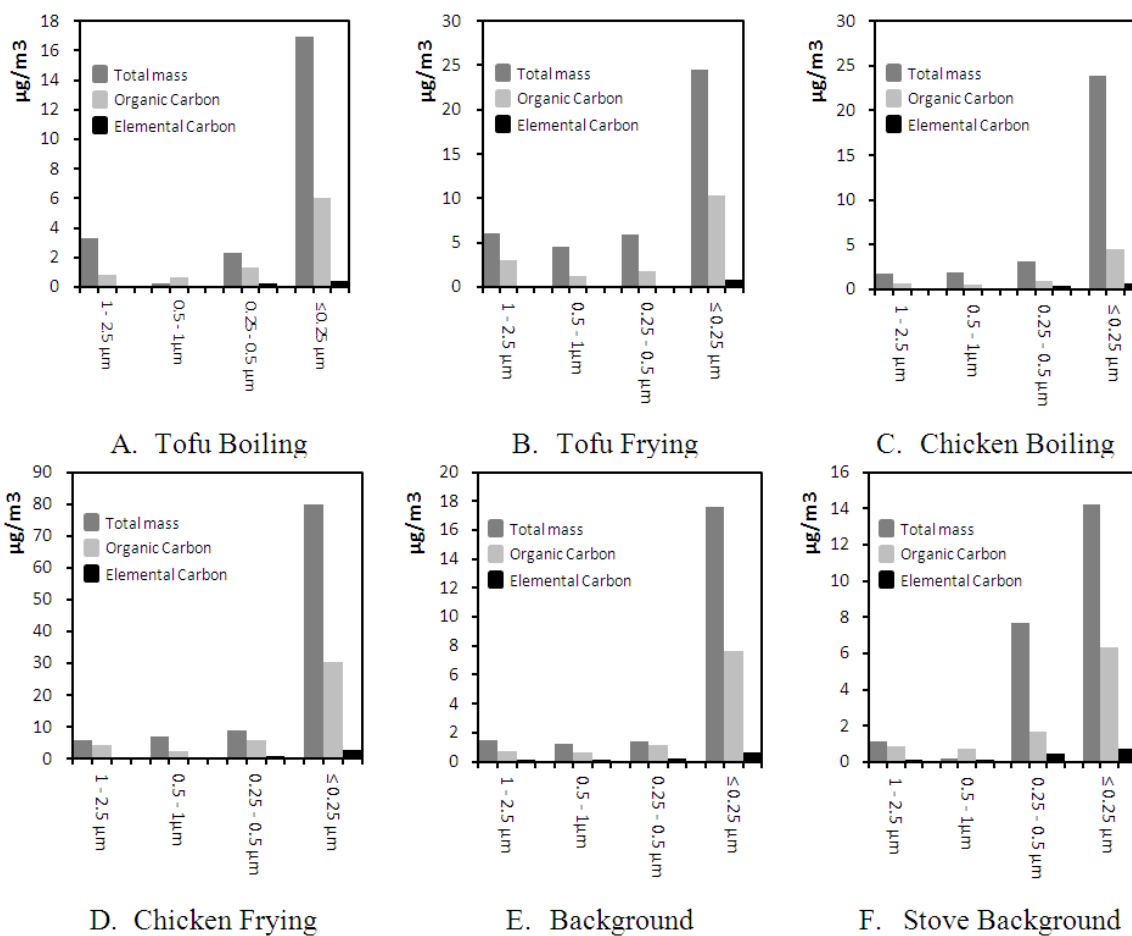 µg/m3
18
16
14
12
10
8
6
4
2
0
Total mass
Organic Carbon
Elemental Carbon
1 - 2.5 µm
0.5 - 1µm
0.25 - 0.5 µm
≤0.25 µm
A. Tofu Boiling
µg/m3
30
25
20
15
10
5
0
Total mass
Organic Carbon
Elemental Carbon
1 - 2.5 µm
0.5 - 1µm
0.25 - 0.5 µm
≤ 0.25 µm
B. Tofu Frying
µg/m3
30
25
20
15
10
5
0
Total mass
Organic Carbon
Elemental Carbon
1 - 2.5 µm
0.5 - 1µm
0.25 - 0.5 µm
≤ 0.25 µm
C. Chicken Boiling
µg/m3
90
80
70
60
50
40
30
20
10
0
Total mass
Organic Carbon
Elemental Carbon
1 - 2.5 µm
0.5 - 1µm
0.25 - 0.5 µm
≤ 0.25 µm
D. Chicken Frying
µg/m3
20
18
16
14
12
10
8
6
4
2
0
Total mass
Organic Carbon
Elemental Carbon
1 - 2.5 µm
0.5 - 1µm
0.25 - 0.5 µm
≤ 0.25 µm
E. Background
µg/m3
16
14
12
10
8
6
4
2
0
Total mass
Organic Carbon
Elemental Carbon
1 - 2.5 µm
0.5 - 1µm
0.25 - 0.5 µm
≤ 0.25 µm
F. Stove Background